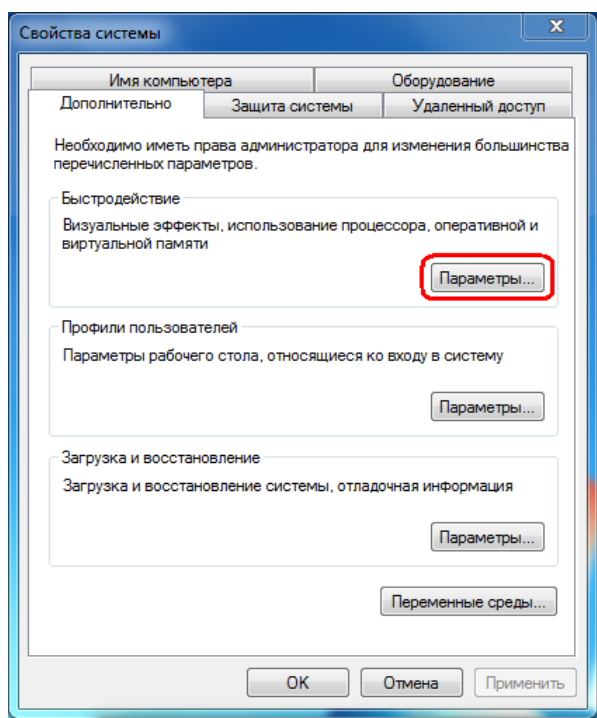 Свойства системы
Имя компьютера
Оборудование
Дополнительно
Защита системы
Удаленный доступ
Необходимо иметь права администратора для изменения большинства
перечисленных параметров.
Быстродействие
Визуальные эффекты, использование процессора, оперативной и
виртуальной памяти
Параметры...
Профили пользователей
Параметры рабочего стола, относящиеся ко входу в систему
Параметры...
Загрузка и восстановление
Загрузка и восстановление системы, отладочная информация
Параметры...
Переменные среды...
ОК
Отмена
Применить